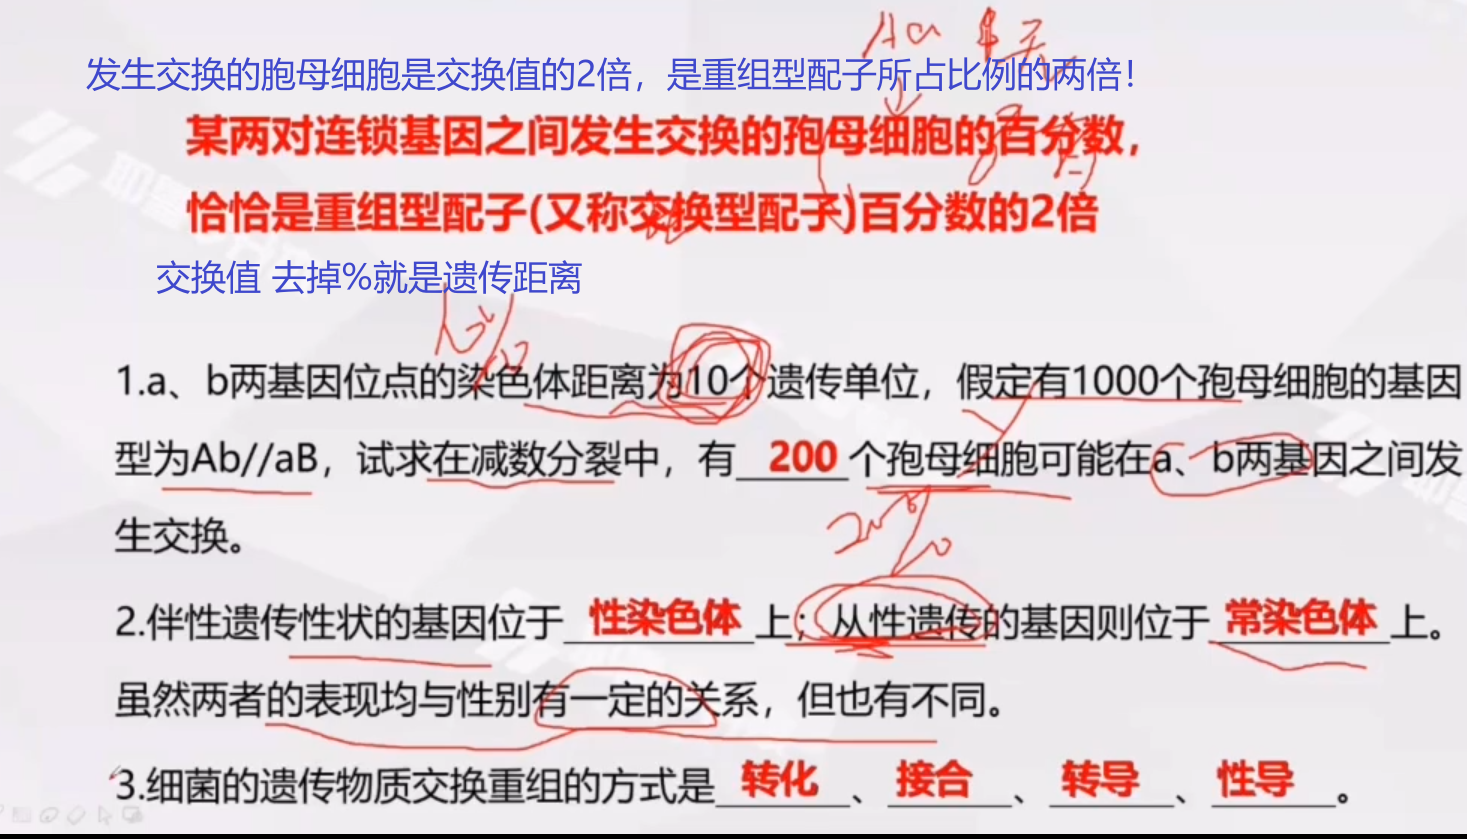 Aa
发生交换的胞母细胞是交换值的2倍，是重组型配子所占比例的两倍！
某两对连锁基因之间发生交换的孢母细胞的百分数，
恰恰是重组型配子(又称交换型配子)百分数的2倍
交换值 去掉%就是遗传距离
10%
1.a、b两基因位点的染色体距离为10个遗传单位，假定有1000个孢母细胞的基因
型为Ab//aB，试求在减数分裂中，有 200 个孢母细胞可能在a、b两基因之间发
生交换。
20%
2.伴性遗传性状的基因位于 性染色体 上；从性遗传的基因则位于 常染色体 上。
虽然两者的表现均与性别有一定的关系，但也有不同。
3.细菌的遗传物质交换重组的方式是 转化 、 接合 、 转导 、 性导 。